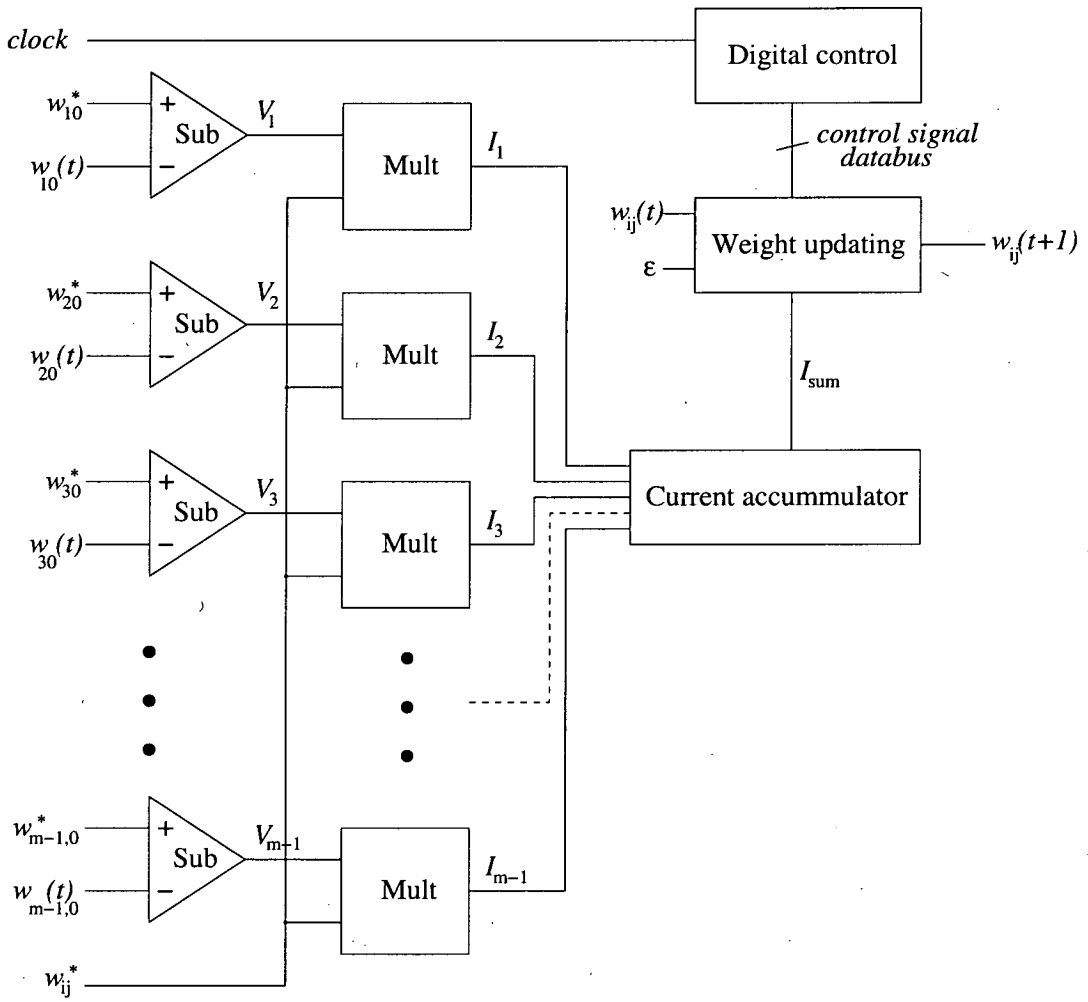 clock
Digital control
control signal
databus
w10*
+
Sub
V1
w10(t)
−
Mult
I1
wij(t)
ε
Weight updating
wij(t+1)
w20*
+
Sub
V2
w20(t)
−
Mult
I2
Isum
w30*
+
Sub
V3
w30(t)
−
Mult
I3
Current accummulator
w*m−1,0
+
Sub
Vm−1
wm−1,0(t)
−
Mult
Im−1
wij*